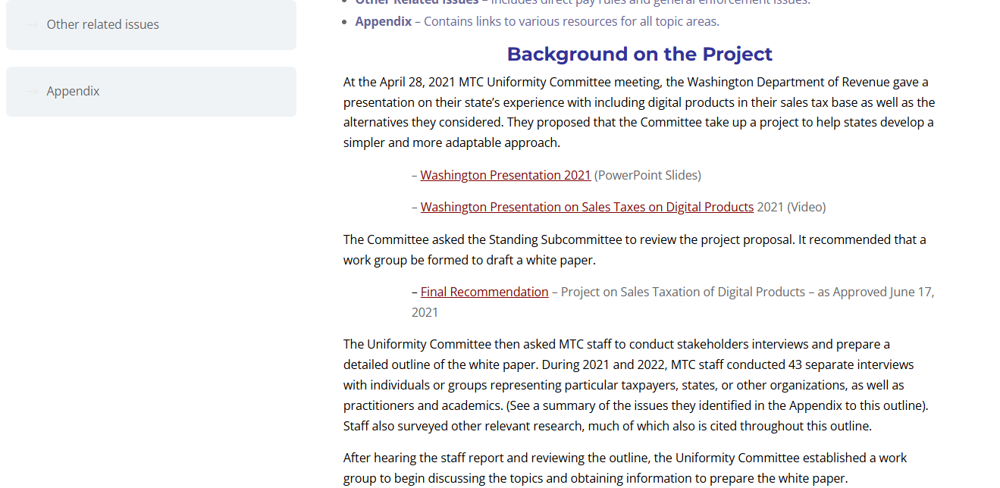 Other related issues
Appendix
• Other Related Issues – Includes direct pay rules and general enforcement issues.
• Appendix – Contains links to various resources for all topic areas.
Background on the Project
At the April 28, 2021 MTC Uniformity Committee meeting, the Washington Department of Revenue gave a
presentation on their state’s experience with including digital products in their sales tax base as well as the
alternatives they considered. They proposed that the Committee take up a project to help states develop a
simpler and more adaptable approach.
– Washington Presentation 2021 (PowerPoint Slides)
– Washington Presentation on Sales Taxes on Digital Products 2021 (Video)
The Committee asked the Standing Subcommittee to review the project proposal. It recommended that a
work group be formed to draft a white paper.
– Final Recommendation – Project on Sales Taxation of Digital Products – as Approved June 17,
2021
The Uniformity Committee then asked MTC staff to conduct stakeholders interviews and prepare a
detailed outline of the white paper. During 2021 and 2022, MTC staff conducted 43 separate interviews
with individuals or groups representing particular taxpayers, states, or other organizations, as well as
practitioners and academics. (See a summary of the issues they identified in the Appendix to this outline).
Staff also surveyed other relevant research, much of which also is cited throughout this outline.
After hearing the staff report and reviewing the outline, the Uniformity Committee established a work
group to begin discussing the topics and obtaining information to prepare the white paper.